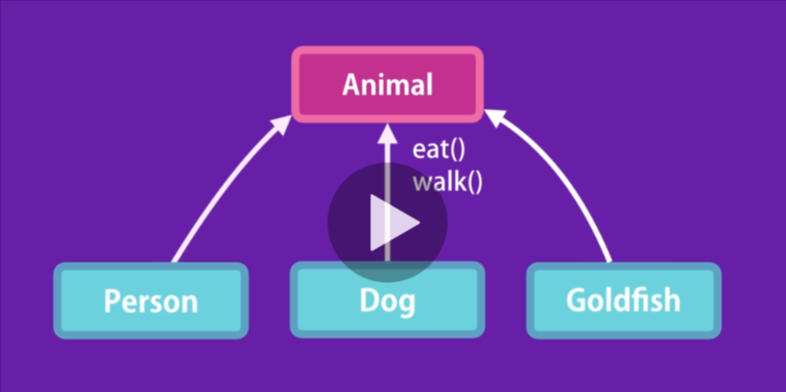 Animal
eat()
walk()
Person
Dog
Goldfish